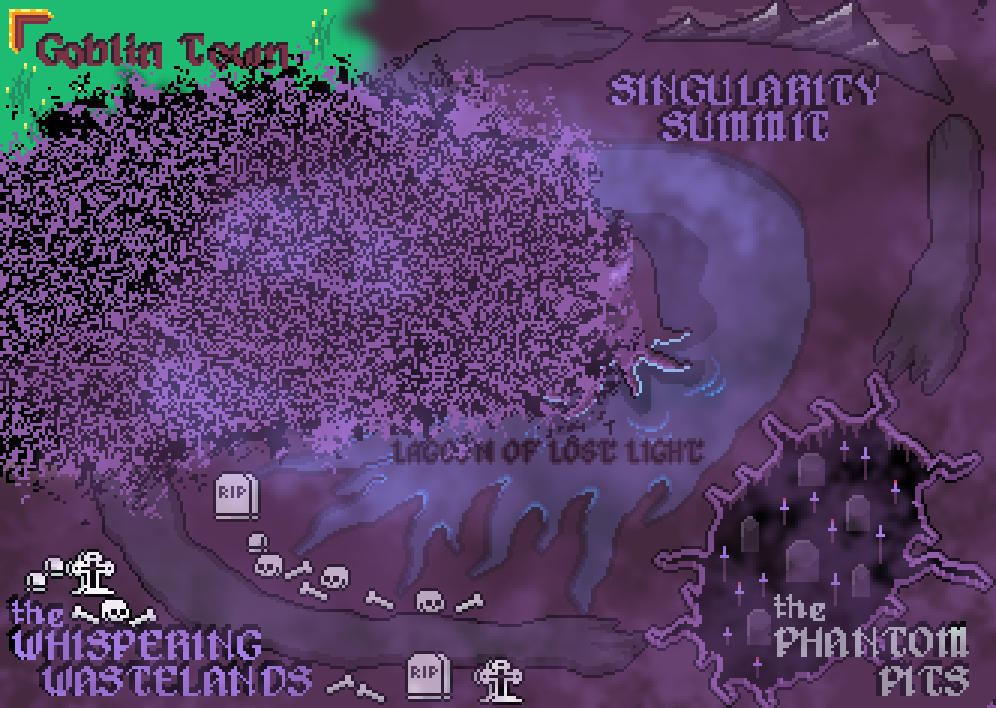 Goblin Town
SINGULARITY
SUMMIT
LAGOON OF LOST LIGHT
RIP
the
WHISPERING
WASTELANDS
RIP
the
PHANTOM
PITS